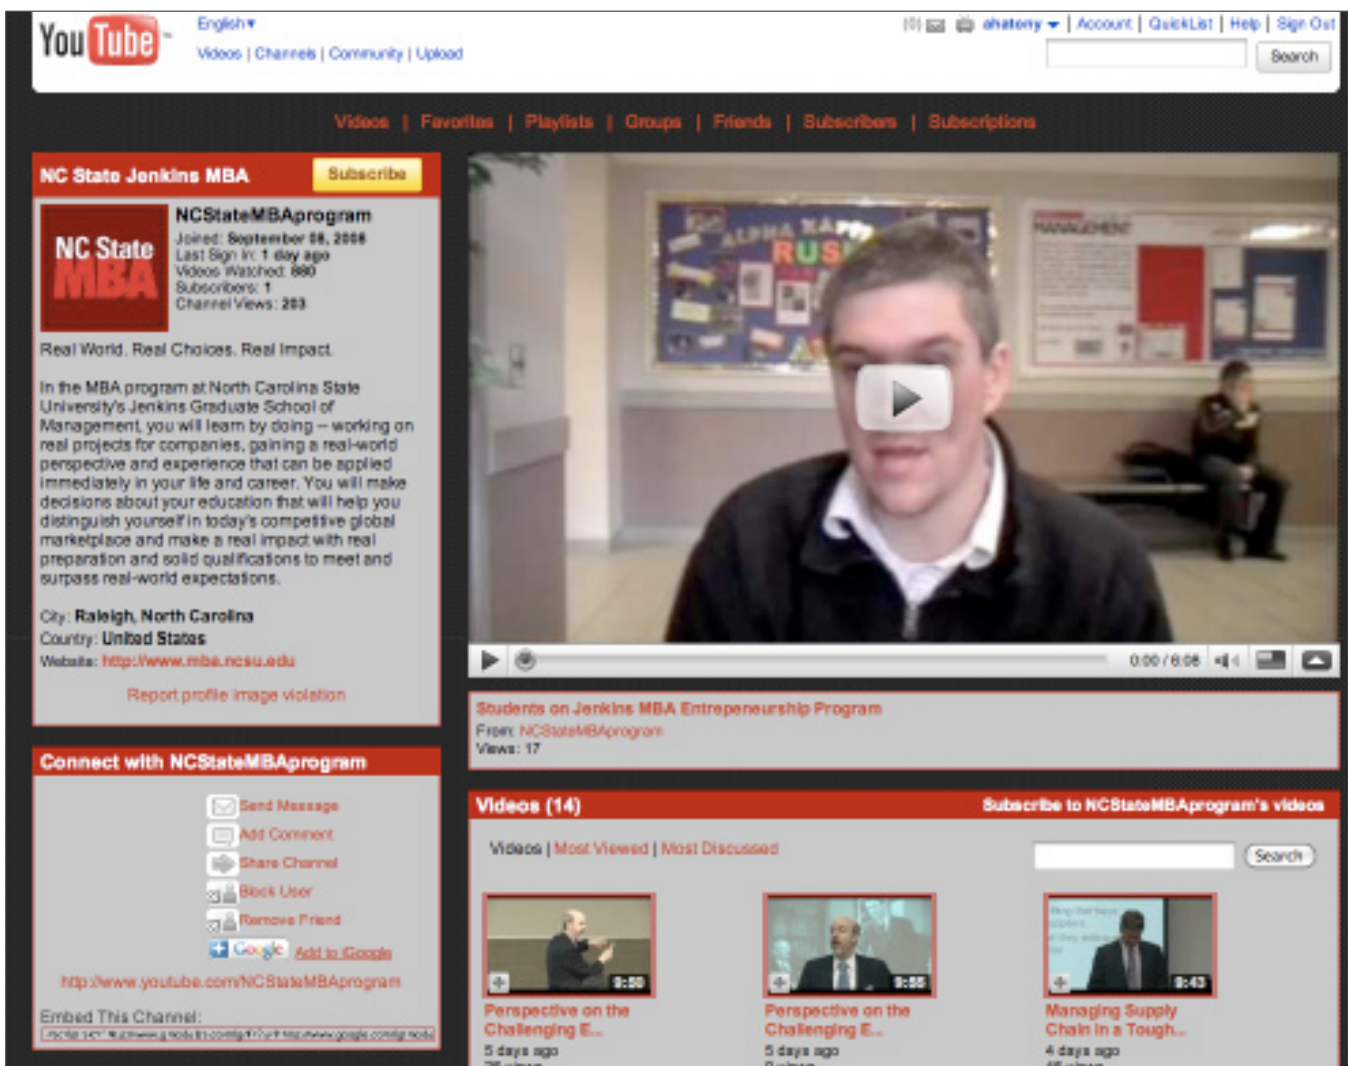 You Tube
English
Videos | Channels | Community | Upload
(0) ahatony | Account | QuickList | Help | Sign Out
Search
Videos | Favorites | Playlists | Groups | Friends | Subscribers | Subscriptions
NC State Jenkins MBA
Subscribe
NC State
MBA
NCStateMBAprogram
Joined: September 08, 2008
Last Sign In: 1 day ago
Videos Watched: 880
Subscribers: 1
Channel Views: 203
Real World. Real Choices. Real Impact.
In the MBA program at North Carolina State
University's Jenkins Graduate School of
Management, you will learn by doing -- working on
real projects for companies, gaining a real-world
perspective and experience that can be applied
immediately in your life and career. You will make
decisions about your education that will help you
distinguish yourself in today's competitive global
marketplace and make a real impact with real
preparation and solid qualifications to meet and
surpass real-world expectations.
City: Raleigh, North Carolina
Country: United States
Website: http://www.mba.ncsu.edu
Report profile image violation
Connect with NCStateMBAprogram
Send Message
Add Comment
Share Channel
Block User
Remove Friend
Google Add to iGoogle
http://www.youtube.com/NCStateMBAprogram
Embed This Channel:
ALPHA KAPPA
RUSH
MANAGEMENT
0:00 / 6:08
Students on Jenkins MBA Entrepeneurship Program
From: NCStateMBAprogram
Views: 17
Videos (14)
Subscribe to NCStateMBAprogram's videos
Videos | Most Viewed | Most Discussed
Search
9:50
Perspective on the
Challenging E...
5 days ago
9:55
Perspective on the
Challenging E...
5 days ago
9:43
Managing Supply
Chain in a Tough...
4 days ago